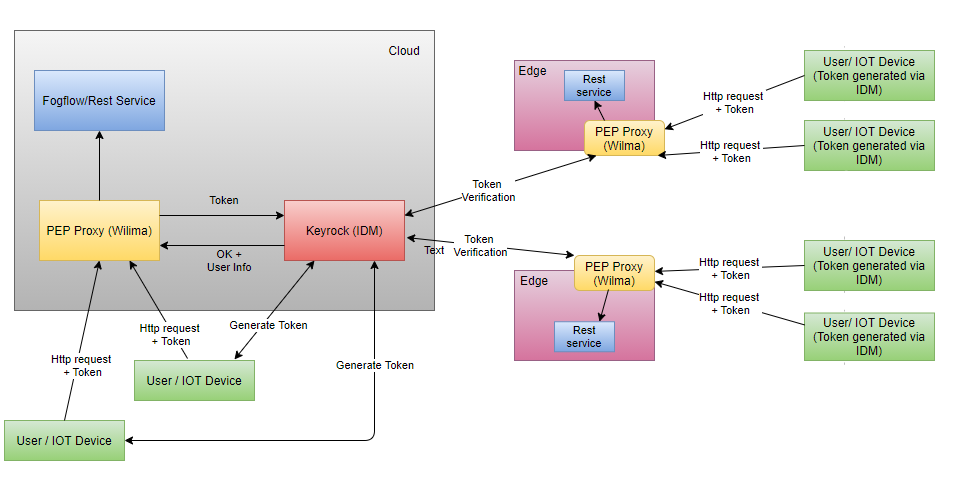 Cloud
Fogflow/Rest Service
Token
PEP Proxy (Wilima)
Keyrock (IDM)
OK +
User Info
Http request
+ Token
Generate Token
Http request
+ Token
Generate Token
User / IOT Device
User / IOT Device
Edge
Rest
service
PEP Proxy
(Wilma)
Http request
+ Token
Http request
+ Token
User/ IOT Device
(Token generated via
IDM)
User/ IOT Device
(Token generated via
IDM)
Token
Verification
Text
Token
Verification
Edge
PEP Proxy
(Wilma)
Rest
service
Http request
+ Token
Http request
+ Token
User/ IOT Device
(Token generated via
IDM)
User/ IOT Device
(Token generated via
IDM)